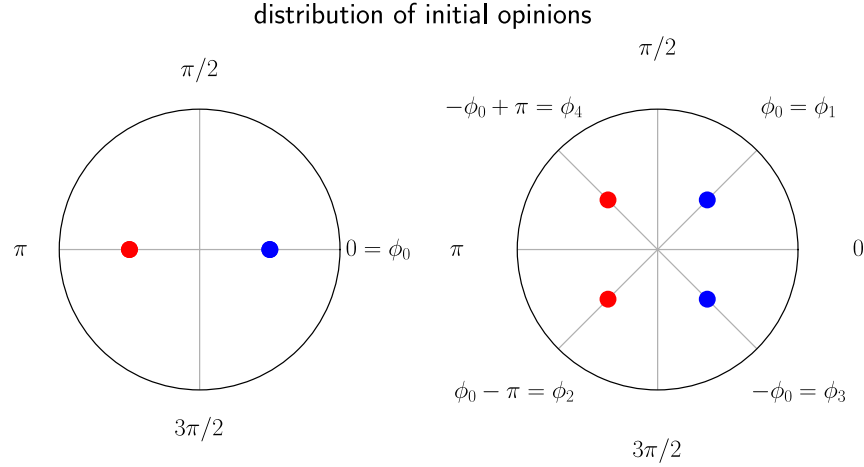 distribution of initial opinions
π/2
π
0 = ϕ₀
3π/2
π/2
−ϕ₀ + π = ϕ₄
ϕ₀ = ϕ₁
π
0
ϕ₀ − π = ϕ₂
−ϕ₀ = ϕ₃
3π/2